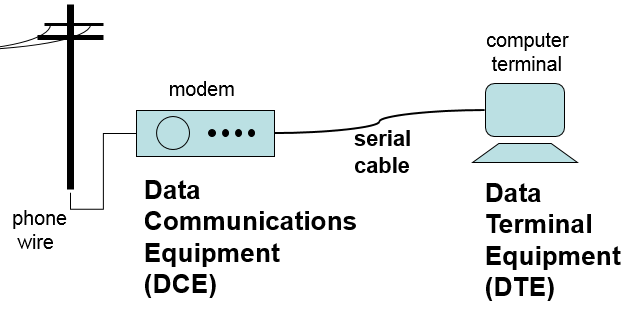 computer
terminal
modem
serial
cable
phone
wire
Data
Communications
Equipment
(DCE)
Data
Terminal
Equipment
(DTE)